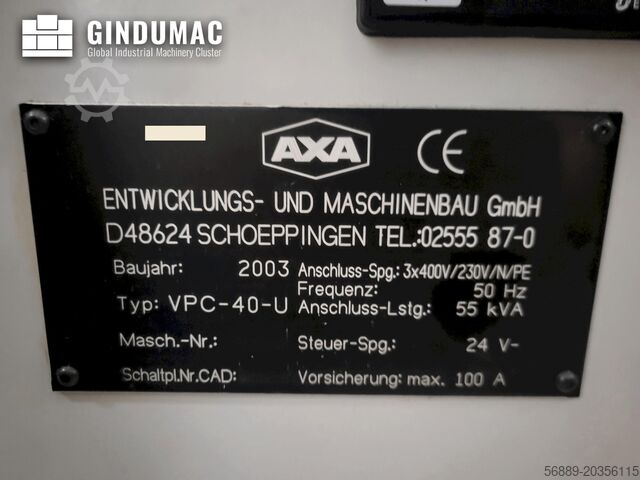 GINDUMAC
Global Industrial Machinery Cluster
AXA CE
ENTWICKLUNGS- UND MASCHINENBAU GmbH
D48624 SCHOEPPINGEN TEL.:02555 87-0
Baujahr: 2003 Anschluss-Spg.: 3x400V/230V/N/PE
Frequenz: 50 Hz
Typ: VPC-40-U Anschluss-Lstg.: 55 kVA
Masch.-Nr.: Steuer-Spg.: 24 V-
Schaltpl.Nr.CAD: Vorsicherung: max. 100 A
56889-20356115